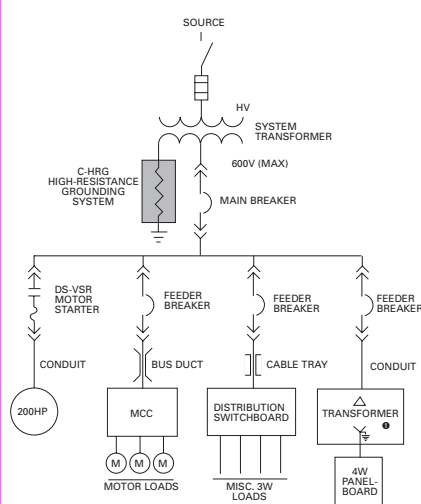 SOURCE
HV
SYSTEM
TRANSFORMER
C-HRG
HIGH-RESISTANCE
GROUNDING
SYSTEM
600V (MAX)
MAIN BREAKER
DS-VSR
MOTOR
STARTER
FEEDER
BREAKER
FEEDER
BREAKER
FEEDER
BREAKER
CONDUIT
BUS DUCT
CABLE TRAY
CONDUIT
200HP
MCC
DISTRIBUTION
SWITCHBOARD
TRANSFORMER
❶
M M M
MOTOR LOADS
MISC. 3W
LOADS
4W
PANEL-
BOARD